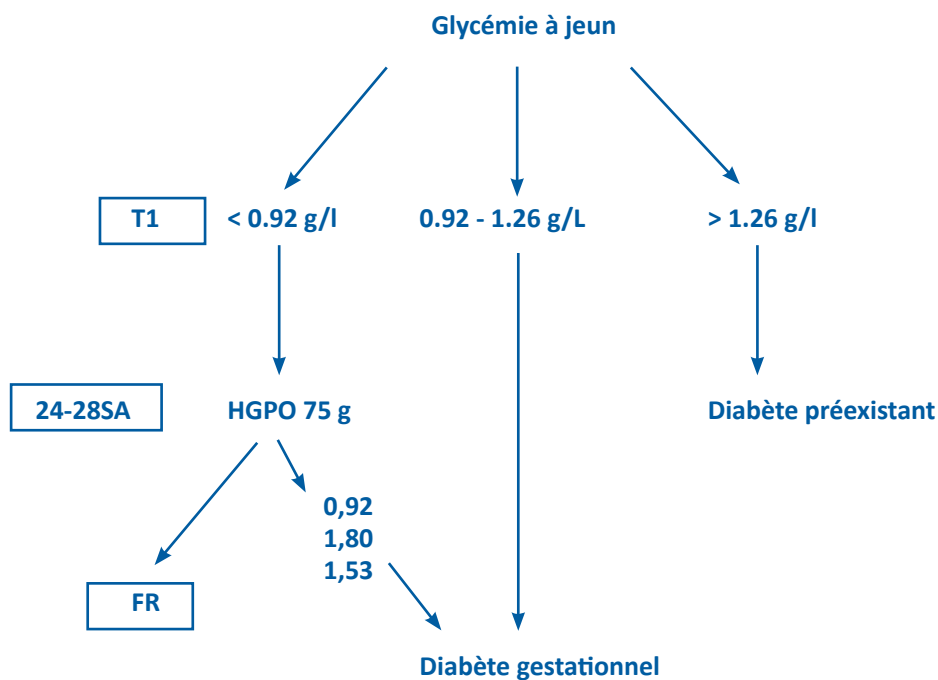 Glycémie à jeun
T1
< 0.92 g/l
0.92 - 1.26 g/L
> 1.26 g/l
24-28SA
HGPO 75 g
Diabète préexistant
0,92
1,80
1,53
FR
Diabète gestationnel